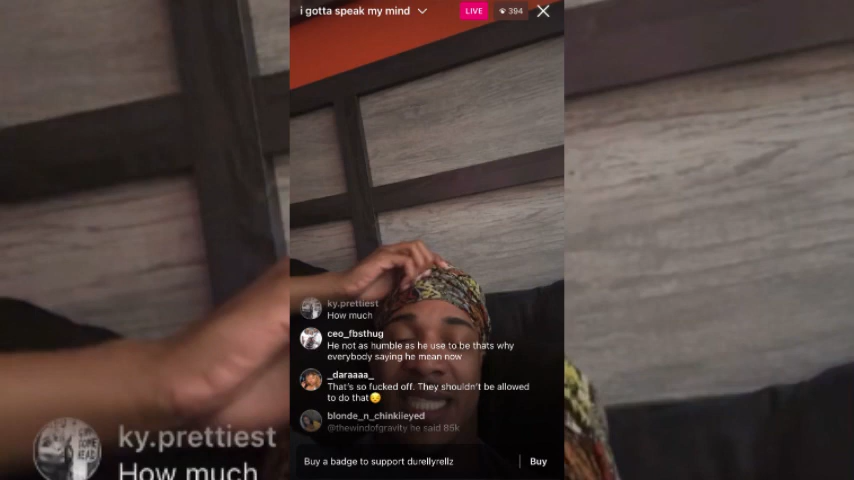 i gotta speak my mind
LIVE
394
ky.prettiest
How much
ceo_fbsthug
He not as humble as he use to be thats why
everybody saying he mean now
_daraaaa_
That's so fucked off. They shouldn't be allowed
to do that😣
blonde_n_chinkiieyed
@thewindofgravity he said 85k
Buy a badge to support durellyrellz
Buy
ky.prettiest
How much